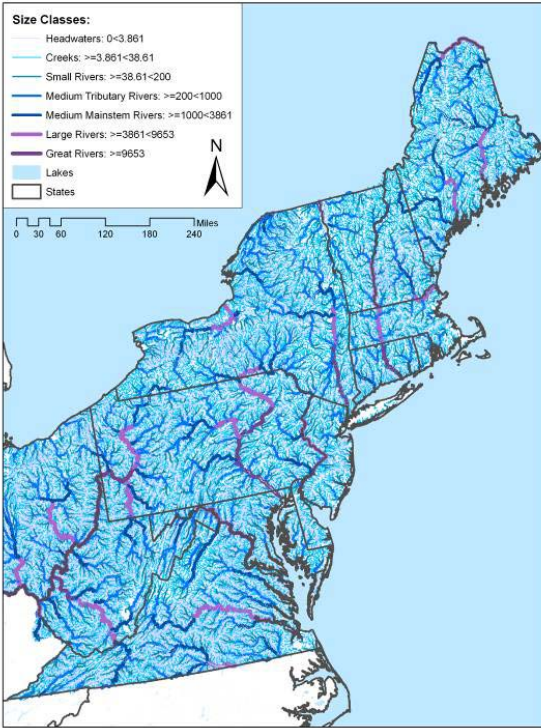 Size Classes:
Headwaters: 0<3.861
Creeks: >=3.861<38.61
Small Rivers: >=38.61<200
Medium Tributary Rivers: >=200<1000
Medium Mainstem Rivers: >=1000<3861
Large Rivers: >=3861<9653
Great Rivers: >=9653
Lakes
States
N
Miles
0 30 60 120 180 240